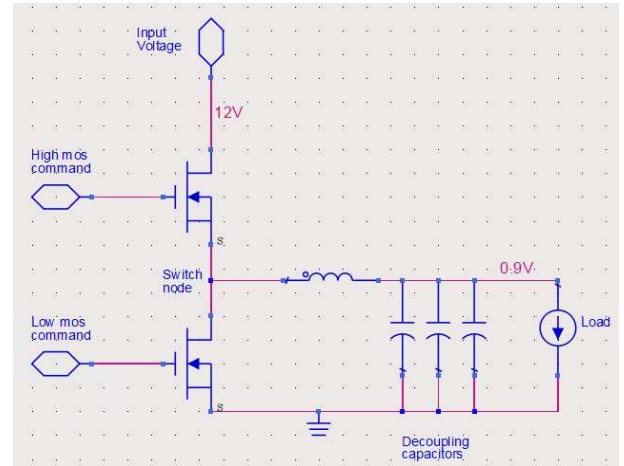 Input
Voltage
12V
High mos
command
S
Switch
node
0.9V
Low mos
command
Load
S
Decoupling
capacitors